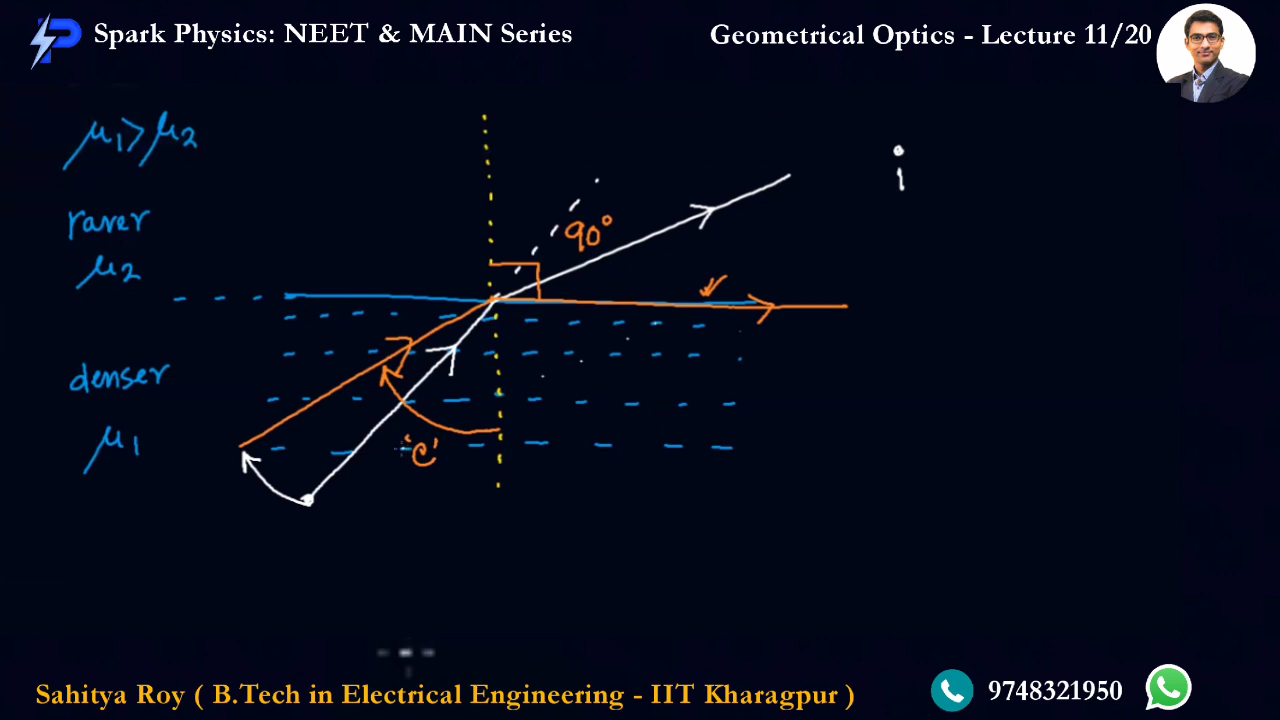 Spark Physics: NEET & MAIN Series
Geometrical Optics - Lecture 11/20
μ1>μ2
i
rarer
90°
μ2
denser
μ1
'C'
Sahitya Roy ( B.Tech in Electrical Engineering - IIT Kharagpur )
9748321950